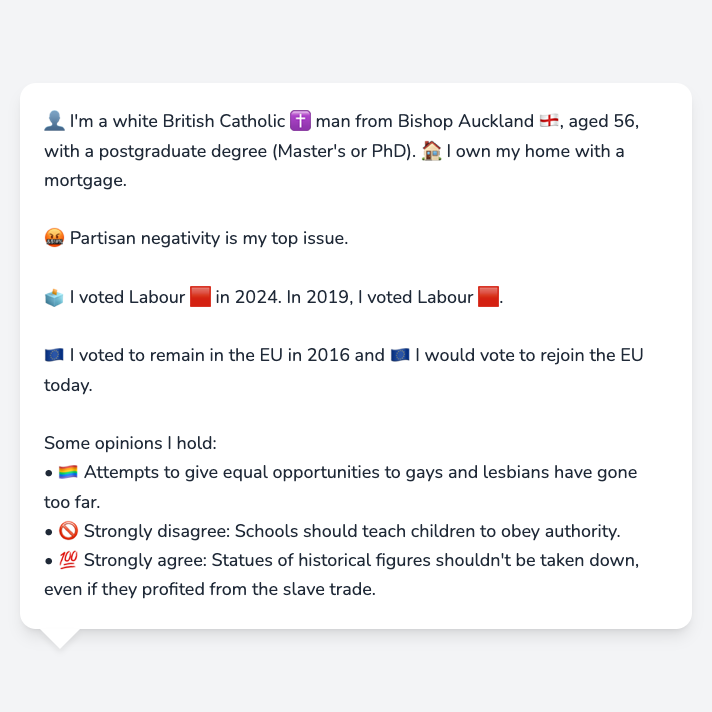 👤 I'm a white British Catholic ✝️ man from Bishop Auckland 🏴󠁧󠁢󠁥󠁮󠁧󠁿, aged 56,
with a postgraduate degree (Master's or PhD). 🏠 I own my home with a
mortgage.
🤬 Partisan negativity is my top issue.
🗳️ I voted Labour 🟥 in 2024. In 2019, I voted Labour 🟥.
🇪🇺 I voted to remain in the EU in 2016 and 🇪🇺 I would vote to rejoin the EU
today.
Some opinions I hold:
• 🏳️‍🌈 Attempts to give equal opportunities to gays and lesbians have gone
too far.
• 🚫 Strongly disagree: Schools should teach children to obey authority.
• 💯 Strongly agree: Statues of historical figures shouldn't be taken down,
even if they profited from the slave trade.